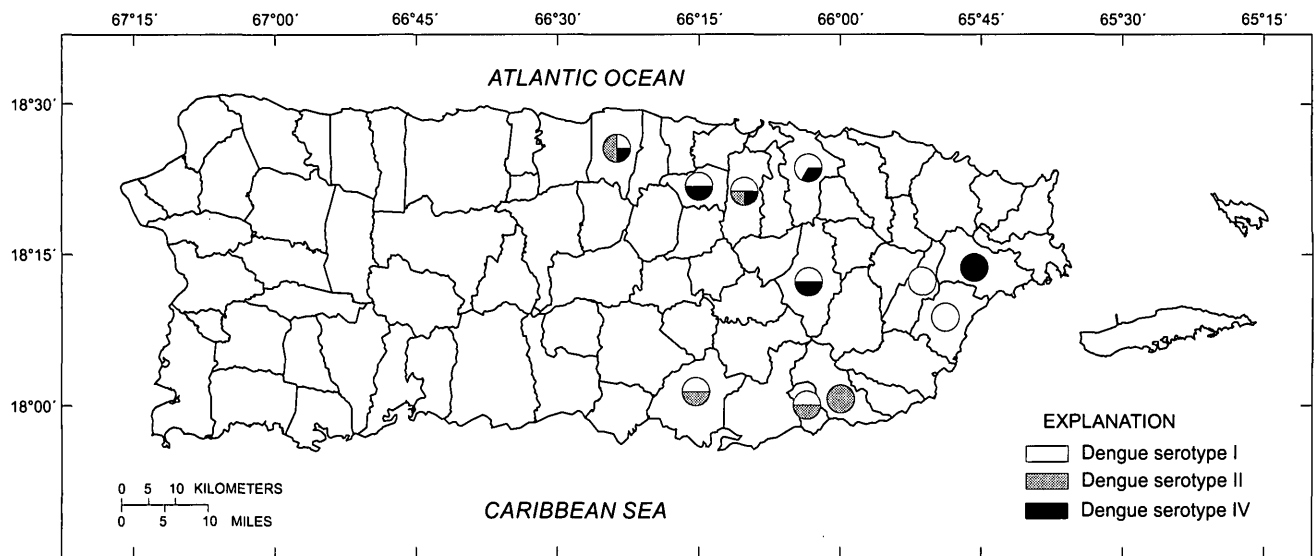 67°15´ 67°00´ 66°45´ 66°30´ 66°15´ 66°00´ 65°45´ 65°30´ 65°15´
ATLANTIC OCEAN
18°30´
18°15´
18°00´
EXPLANATION
Dengue serotype I
Dengue serotype II
Dengue serotype IV
0 5 10 KILOMETERS
0 5 10 MILES
CARIBBEAN SEA